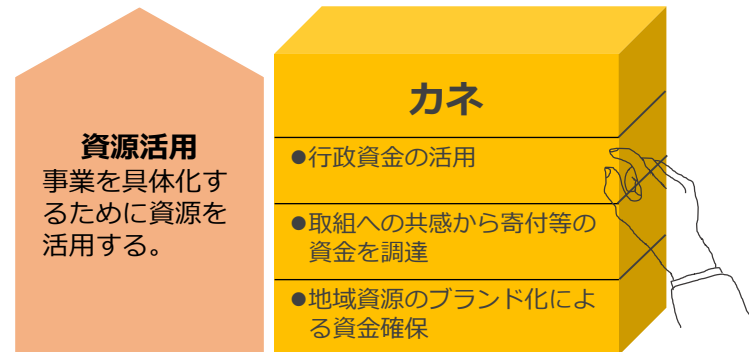 資源活用
事業を具体化す
るために資源を
活用する。
カネ
●行政資金の活用
●取組への共感から寄付等の
資金を調達
●地域資源のブランド化によ
る資金確保